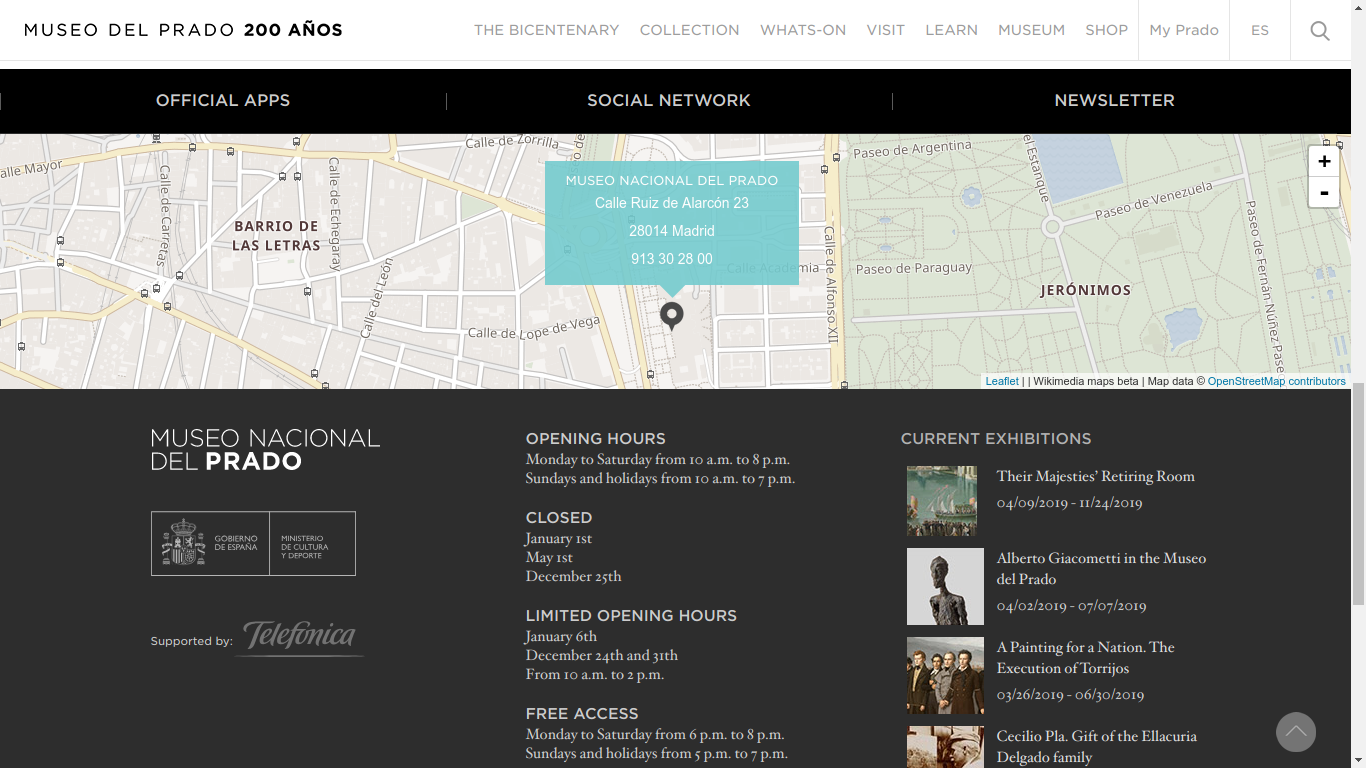 MUSEO DEL PRADO 200 AÑOS
THE BICENTENARY COLLECTION WHATS-ON VISIT LEARN MUSEUM SHOP My Prado ES
OFFICIAL APPS SOCIAL NETWORK NEWSLETTER
Calle de Zorrilla
Calle Mayor
Calle de Carretas
Calle de Echegaray
BARRIO DE
LAS LETRAS
Calle del León
Calle de Lope de Vega
MUSEO NACIONAL DEL PRADO
Calle Ruiz de Alarcón 23
28014 Madrid
913 30 28 00
Calle Academia
Calle de Alfonso XII
Paseo de Argentina
el Estanque
Paseo de Venezuela
Paseo de Paraguay
JERÓNIMOS
Paseo de Fernán Núñez
Pase
+
-
Leaflet | | Wikimedia maps beta | Map data © OpenStreetMap contributors
MUSEO NACIONAL
DEL PRADO
GOBIERNO
DE ESPAÑA
MINISTERIO
DE CULTURA
Y DEPORTE
Supported by: Telefónica
OPENING HOURS
Monday to Saturday from 10 a.m. to 8 p.m.
Sundays and holidays from 10 a.m. to 7 p.m.
CLOSED
January 1st
May 1st
December 25th
LIMITED OPENING HOURS
January 6th
December 24th and 31th
From 10 a.m. to 2 p.m.
FREE ACCESS
Monday to Saturday from 6 p.m. to 8 p.m.
Sundays and holidays from 5 p.m. to 7 p.m.
CURRENT EXHIBITIONS
Their Majesties' Retiring Room
04/09/2019 - 11/24/2019
Alberto Giacometti in the Museo
del Prado
04/02/2019 - 07/07/2019
A Painting for a Nation. The
Execution of Torrijos
03/26/2019 - 06/30/2019
Cecilio Pla. Gift of the Ellacuria
Delgado family